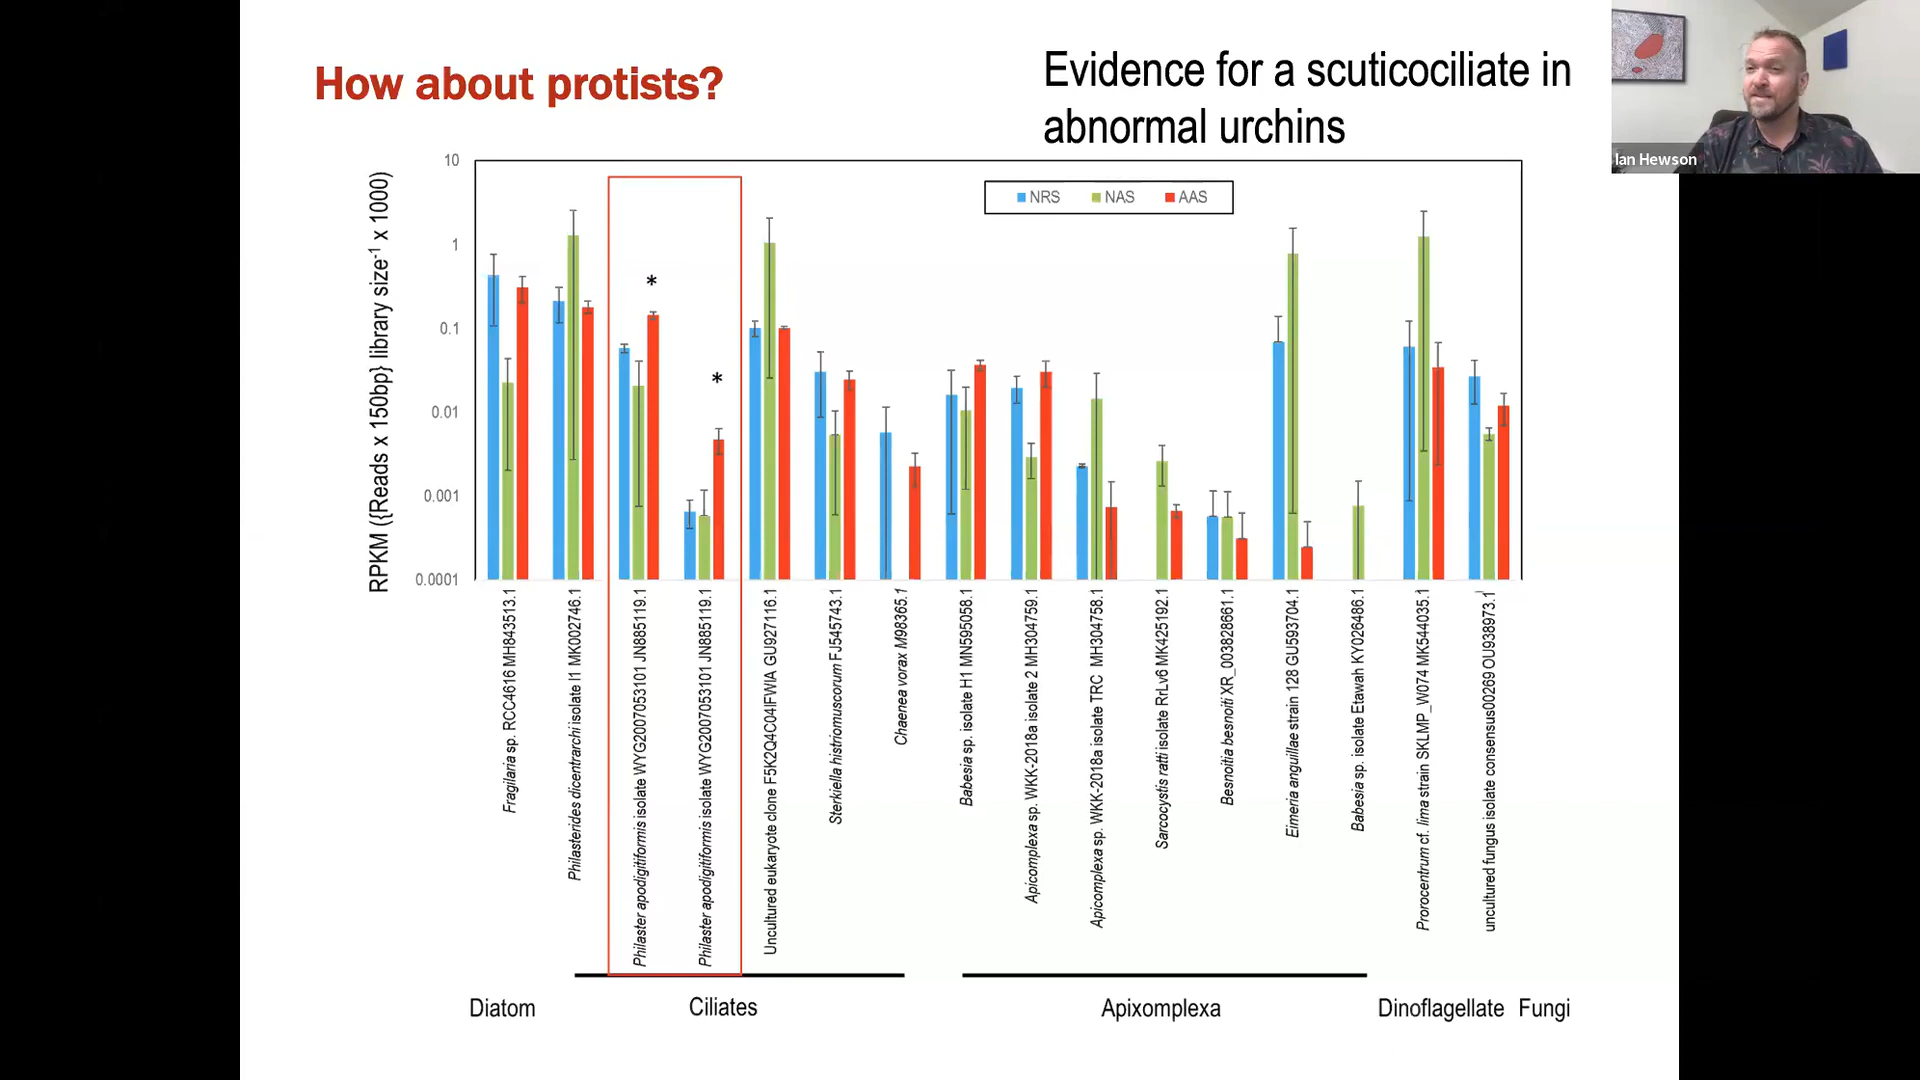 How about protists?
Evidence for a scuticociliate in
abnormal urchins
Ian Hewson
RPKM ({Reads x 150bp} library size-1 x 1000)
10
1
0.1
0.01
0.001
0.0001
NRS NAS AAS
*
*
Fragilaria sp. RCC4616 MH843513.1
Philasterides dicentrarchi isolate I1 MK002746.1
Philaster apodigitiformis isolate WYG2007053101 JN885119.1
Philaster apodigitiformis isolate WYG2007053101 JN885119.1
Uncultured eukaryote clone F5K2Q4C04IFWIA GU927116.1
Sterkiella histriomuscorum FJ545743.1
Chaenea vorax M98365.1
Babesia sp. isolate H1 MN595058.1
Apicomplexa sp. WKK-2018a isolate 2 MH304759.1
Apicomplexa sp. WKK-2018a isolate TRC MH304758.1
Sarcocystis ratti isolate RrLv6 MK425192.1
Besnoitia besnoiti XR_003828661.1
Eimeria anguillae strain 128 GU593704.1
Babesia sp. isolate Etawah KY026486.1
Prorocentrum cf. lima strain SKLMP_W074 MK544035.1
uncultured fungus isolate consensus00269 OU938973.1
Diatom
Ciliates
Apixomplexa
Dinoflagellate
Fungi